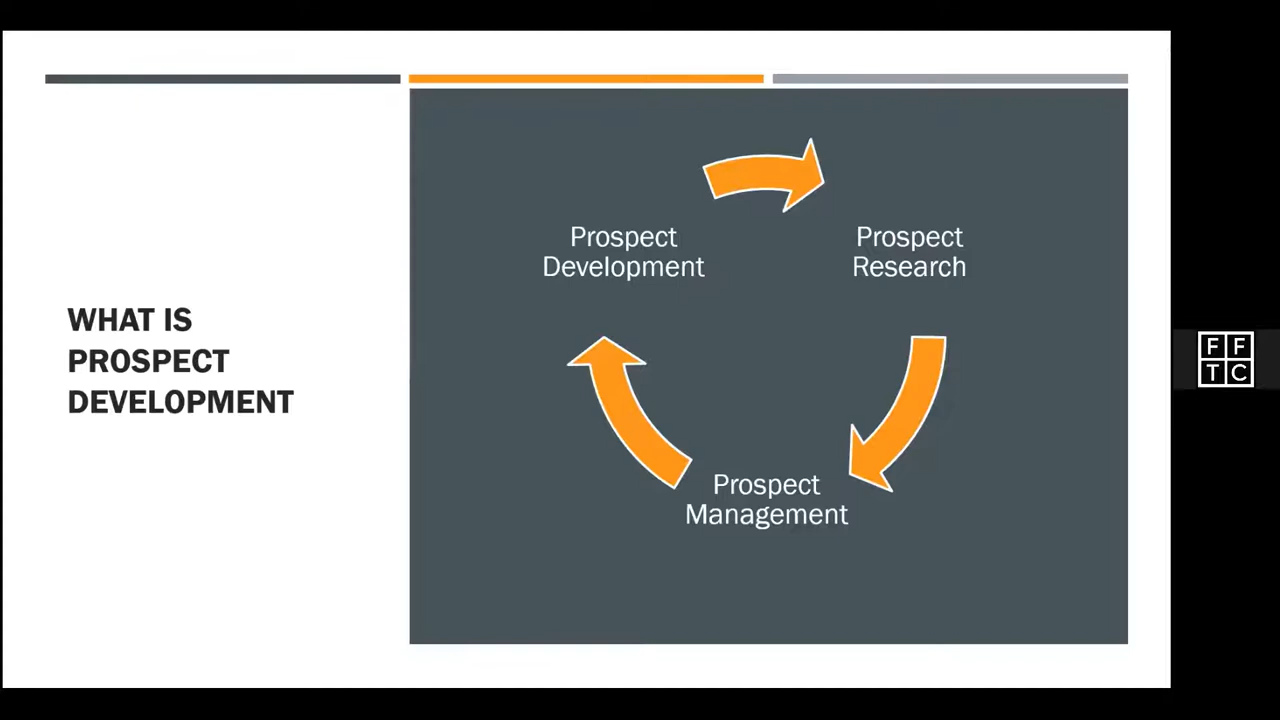 WHAT IS
PROSPECT
DEVELOPMENT
Prospect
Development
Prospect
Research
Prospect
Management
F F
T C